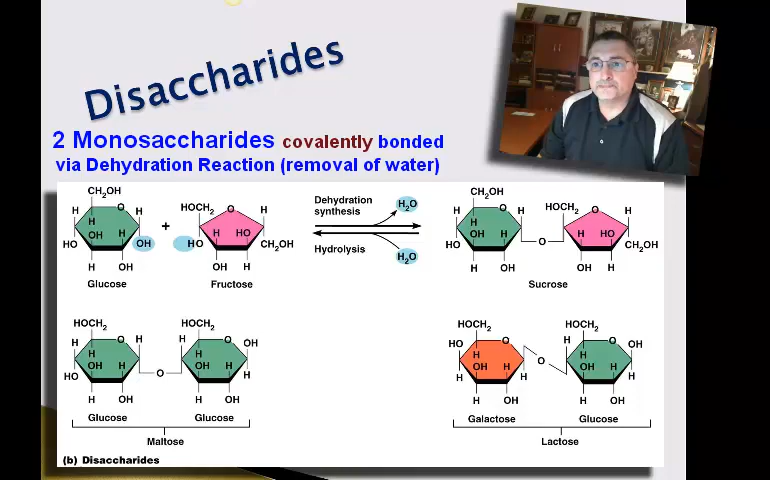 Disaccharides
2 Monosaccharides covalently bonded
via Dehydration Reaction (removal of water)
CH2OH
H
O
H
H
OH
H
HO
OH
H
OH
Glucose
+
HOCH2
O
H
HO
H
HO
CH2OH
OH
H
Fructose
Dehydration
synthesis
H2O
Hydrolysis
H2O
CH2OH
H
O
H
H
OH
H
HO
H
OH
O
HOCH2
O
H
H
HO
CH2OH
OH
H
Sucrose
HOCH2
H
O
H
H
OH
H
HO
H
OH
Glucose
O
HOCH2
H
O
OH
H
OH
H
H
H
OH
Glucose
Maltose
HOCH2
HO
O
H
OH
H
H
H
H
OH
Galactose
O
HOCH2
H
O
OH
H
OH
H
H
H
OH
Glucose
Lactose
(b) Disaccharides